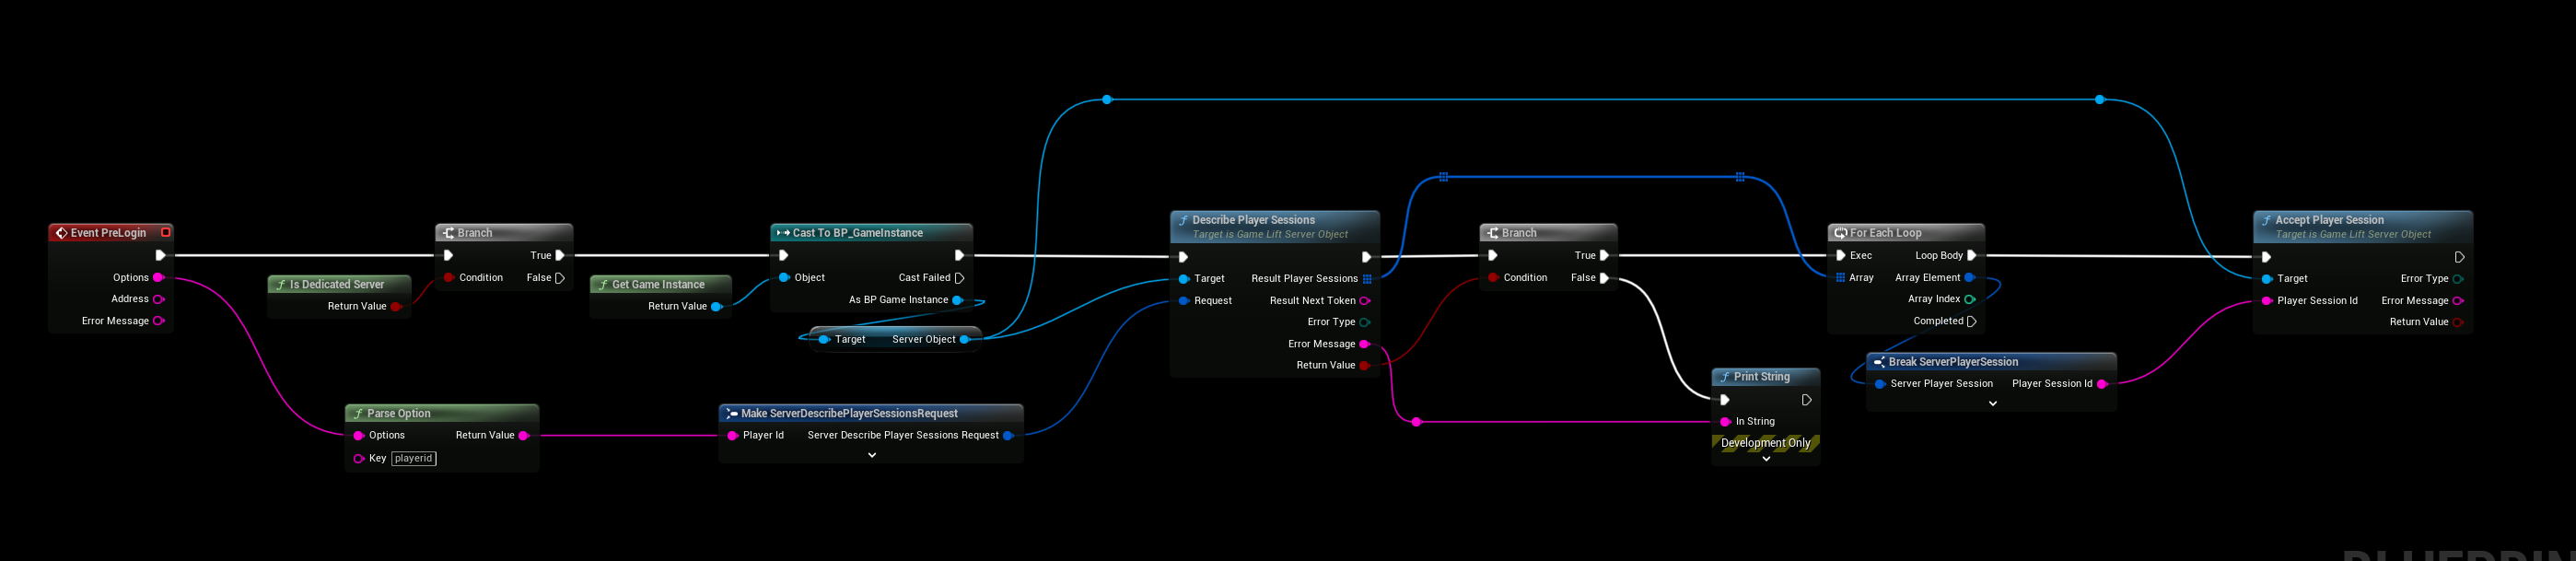 Event PreLogin
Options
Address
Error Message
Is Dedicated Server
Return Value
Branch
True
Condition
False
Get Game Instance
Return Value
Cast To BP_GameInstance
Object
Cast Failed
As BP Game Instance
Target
Server Object
Parse Option
Options
Return Value
Key
playerid
Make ServerDescribePlayerSessionsRequest
Player Id
Server Describe Player Sessions Request
Describe Player Sessions
Target is Game Lift Server Object
Target
Result Player Sessions
Request
Result Next Token
Error Type
Error Message
Return Value
Branch
True
Condition
False
Print String
In String
Development Only
For Each Loop
Exec
Loop Body
Array
Array Element
Array Index
Completed
Break ServerPlayerSession
Server Player Session
Player Session Id
Accept Player Session
Target is Game Lift Server Object
Target
Error Type
Player Session Id
Error Message
Return Value